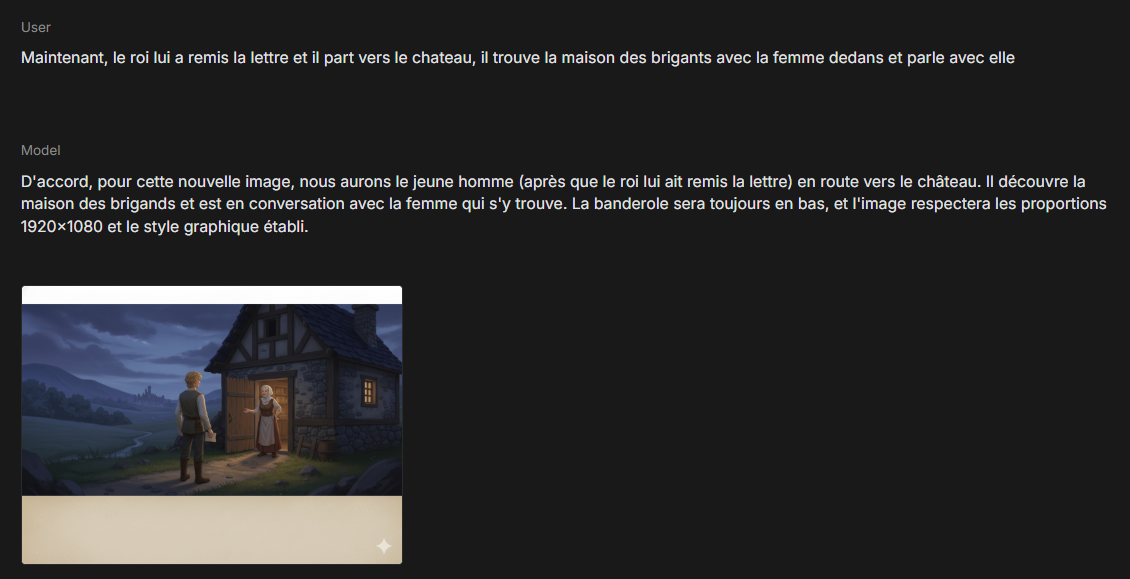 User
Maintenant, le roi lui a remis la lettre et il part vers le chateau, il trouve la maison des brigants avec la femme dedans et parle avec elle
Model
D'accord, pour cette nouvelle image, nous aurons le jeune homme (après que le roi lui ait remis la lettre) en route vers le château. Il découvre la
maison des brigands et est en conversation avec la femme qui s'y trouve. La banderole sera toujours en bas, et l'image respectera les proportions
1920×1080 et le style graphique établi.